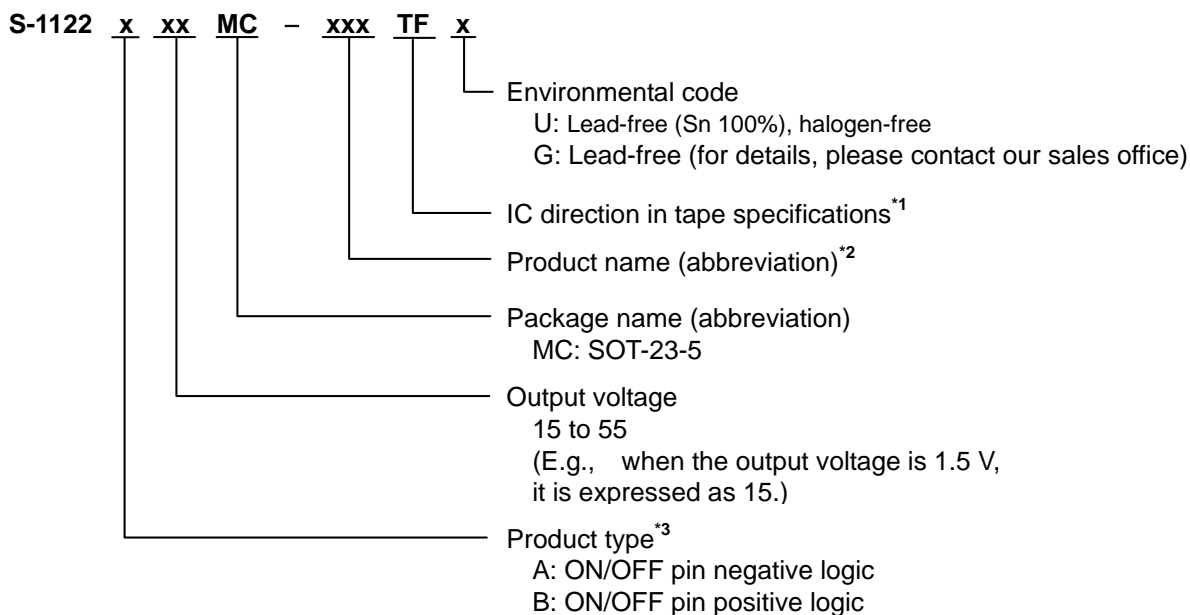 S-1122 x xx MC – xxx TF x
Environmental code
U: Lead-free (Sn 100%), halogen-free
G: Lead-free (for details, please contact our sales office)
IC direction in tape specifications*1
Product name (abbreviation)*2
Package name (abbreviation)
MC: SOT-23-5
Output voltage
15 to 55
(E.g., when the output voltage is 1.5 V,
it is expressed as 15.)
Product type*3
A: ON/OFF pin negative logic
B: ON/OFF pin positive logic